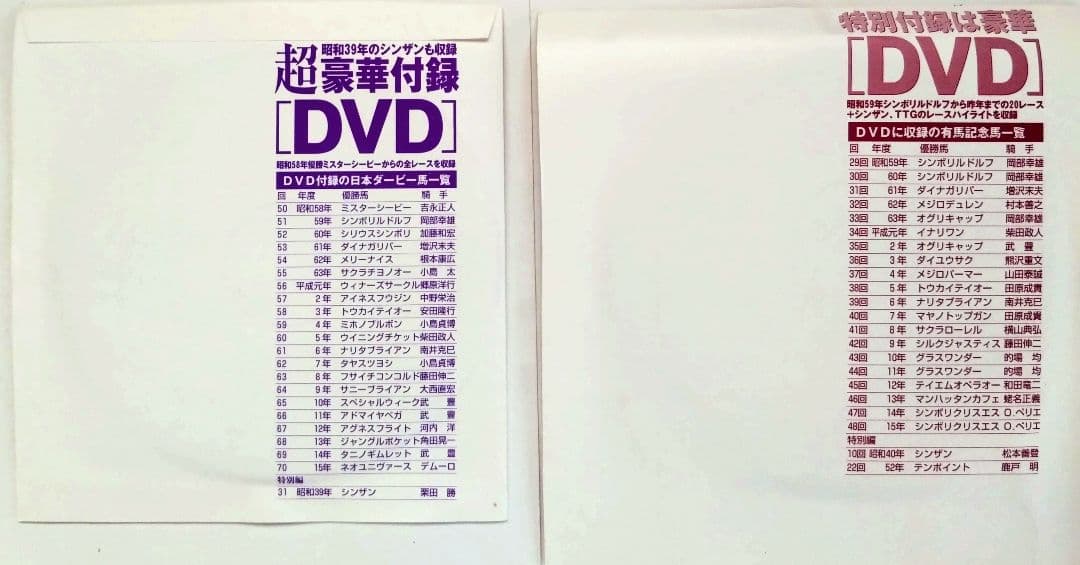 昭和39年のシンザンも収録
超豪華付録
[DVD]
昭和58年優勝ミスターシービーからの全レースを収録
DVD付録の日本ダービー馬一覧
回 年度 優勝馬 騎手
50 昭和58年 ミスターシービー 吉永正人
51 59年 シンボリルドルフ 岡部幸雄
52 60年 シリウスシンボリ 加藤和宏
53 61年 ダイナガリバー 増沢末夫
54 62年 メリーナイス 根本康広
55 63年 サクラチヨノオー 小島 太
56 平成元年 ウィナーズサークル 郷原洋行
57 2年 アイネスフウジン 中野栄治
58 3年 トウカイテイオー 安田隆行
59 4年 ミホノブルボン 小島貞博
60 5年 ウイニングチケット 柴田政人
61 6年 ナリタブライアン 南井克巳
62 7年 タヤスツヨシ 小島貞博
63 8年 フサイチコンコルド 藤田伸二
64 9年 サニーブライアン 大西直宏
65 10年 スペシャルウィーク 武 豊
66 11年 アドマイヤベガ 武 豊
67 12年 アグネスフライト 河内 洋
68 13年 ジャングルポケット 角田晃一
69 14年 タニノギムレット 武 豊
70 15年 ネオユニヴァース デムーロ
特別編
31 昭和39年 シンザン 栗田 勝
特別付録は豪華
[DVD]
昭和59年シンボリルドルフから昨年までの20レース
+シンザン、TTGのレースハイライトを収録
DVDに収録の有馬記念馬一覧
回 年度 優勝馬 騎手
29回 昭和59年 シンボリルドルフ 岡部幸雄
30回 60年 シンボリルドルフ 岡部幸雄
31回 61年 ダイナガリバー 増沢末夫
32回 62年 メジロデュレン 村本善之
33回 63年 オグリキャップ 岡部幸雄
34回 平成元年 イナリワン 柴田政人
35回 2年 オグリキャップ 武 豊
36回 3年 ダイユウサク 熊沢重文
37回 4年 メジロパーマー 山田泰誠
38回 5年 トウカイテイオー 田原成貴
39回 6年 ナリタブライアン 南井克巳
40回 7年 マヤノトップガン 田原成貴
41回 8年 サクラローレル 横山典弘
42回 9年 シルクジャスティス 藤田伸二
43回 10年 グラスワンダー 的場 均
44回 11年 グラスワンダー 的場 均
45回 12年 テイエムオペラオー 和田竜二
46回 13年 マンハッタンカフェ 蛯名正義
47回 14年 シンボリクリスエス O.ペリエ
48回 15年 シンボリクリスエス O.ペリエ
特別編
10回 昭和40年 シンザン 松本善登
22回 52年 テンポイント 鹿戸 明